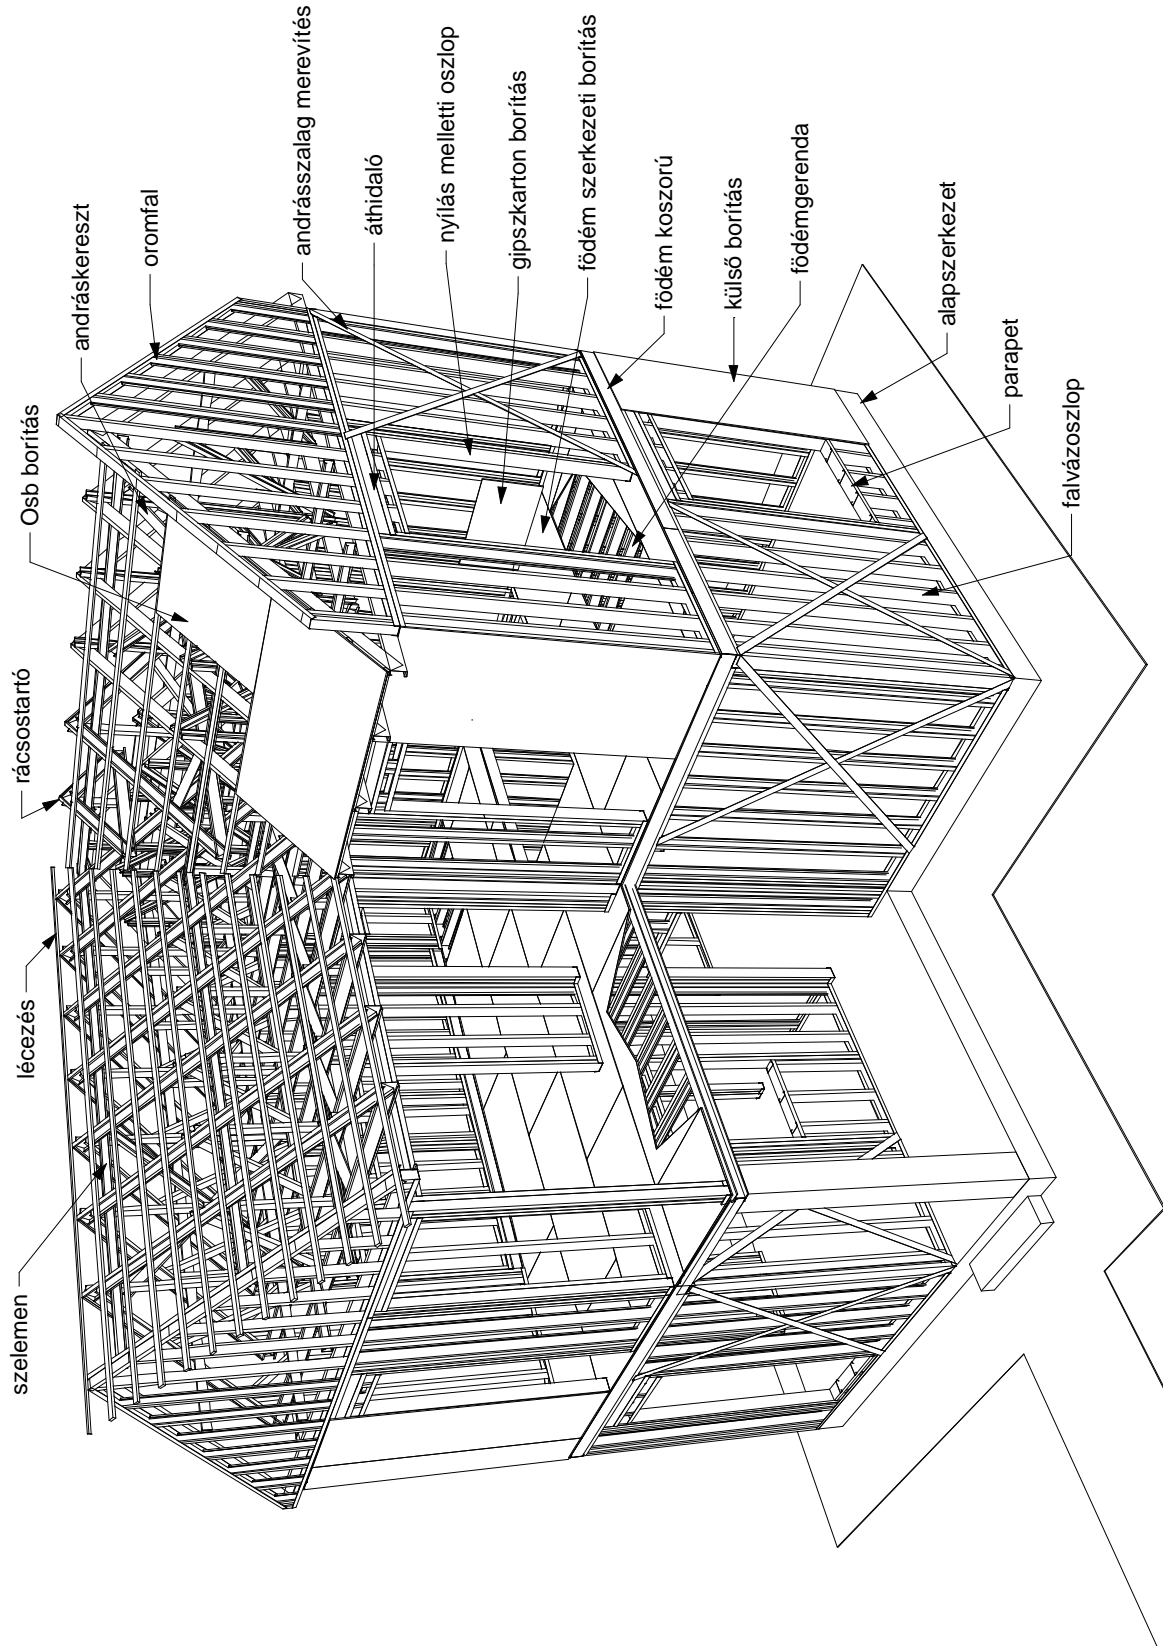 szelemen
lécezés
rácsostartó
Osb borítás
andráskereszt
oromfal
andrásszalag merevítés
áthidaló
nyílás melletti oszlop
gipszkarton borítás
födém szerkezeti borítás
födém koszorú
külső borítás
födémgerenda
alapszerkezet
parapet
falvázoszlop